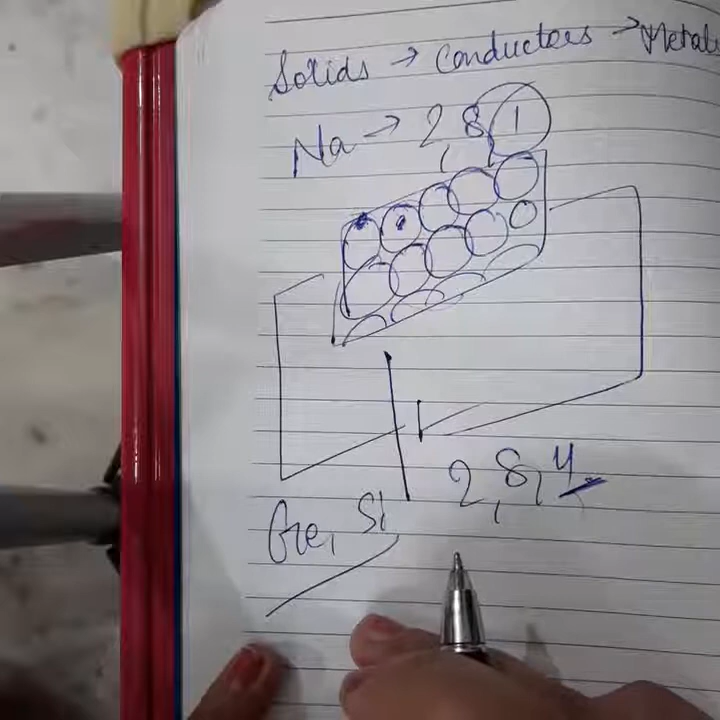 Solids → Conductors → Metals
Na → 2, 8, 1
2, 8, 4
Ge, Si